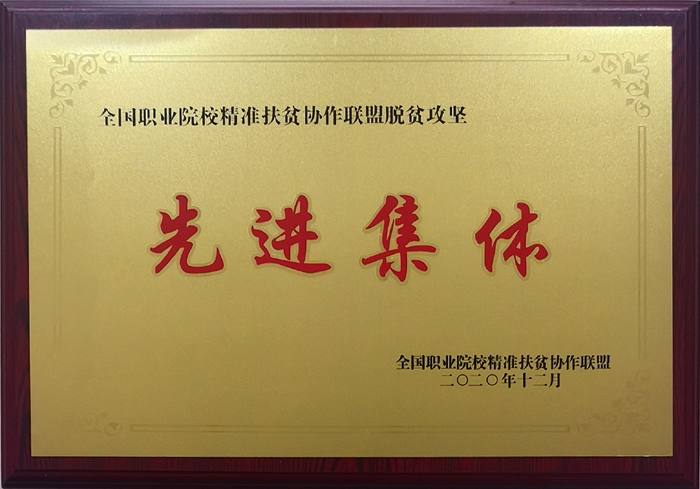 全国职业院校精准扶贫协作联盟脱贫攻坚
先进集体
全国职业院校精准扶贫协作联盟
二〇二〇年十二月